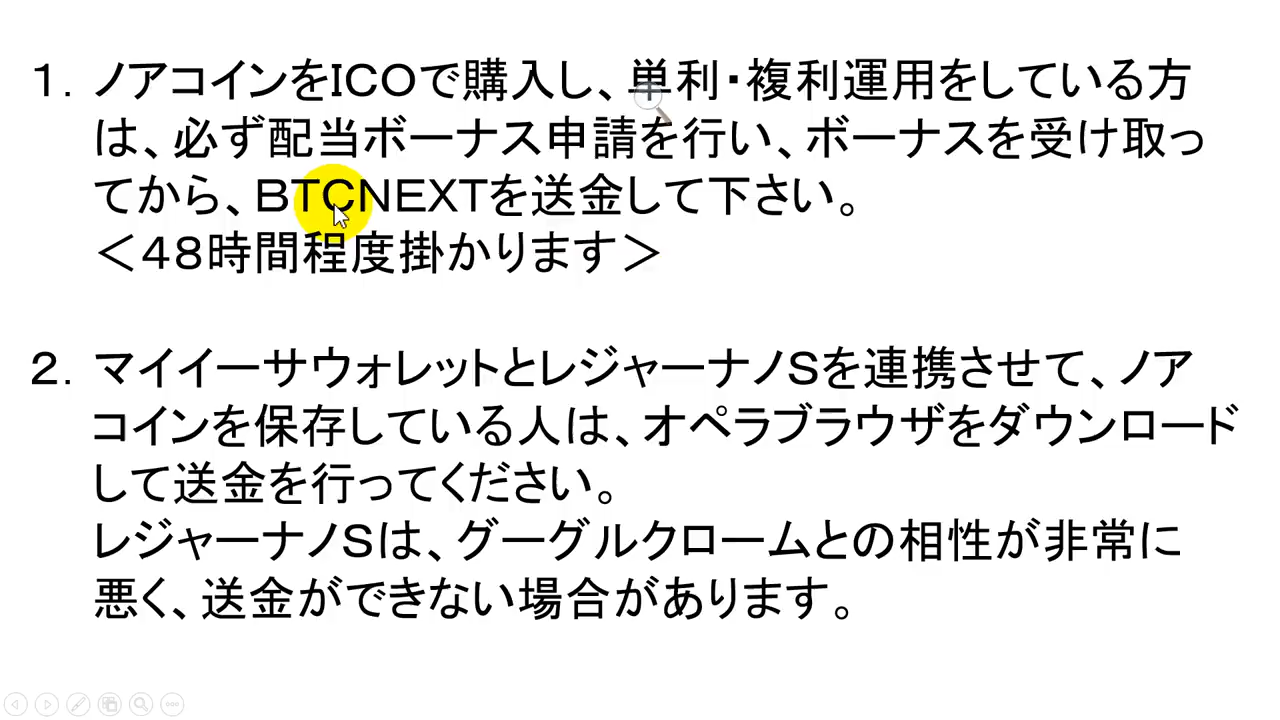 １．ノアコインをＩＣＯで購入し、単利・複利運用をしている方
は、必ず配当ボーナス申請を行い、ボーナスを受け取っ
てから、ＢＴＣＮＥＸＴを送金して下さい。
＜４８時間程度掛かります＞
２．マイイーサウォレットとレジャーナノＳを連携させて、ノア
コインを保存している人は、オペラブラウザをダウンロード
して送金を行ってください。
レジャーナノＳは、グーグルクロームとの相性が非常に
悪く、送金ができない場合があります。